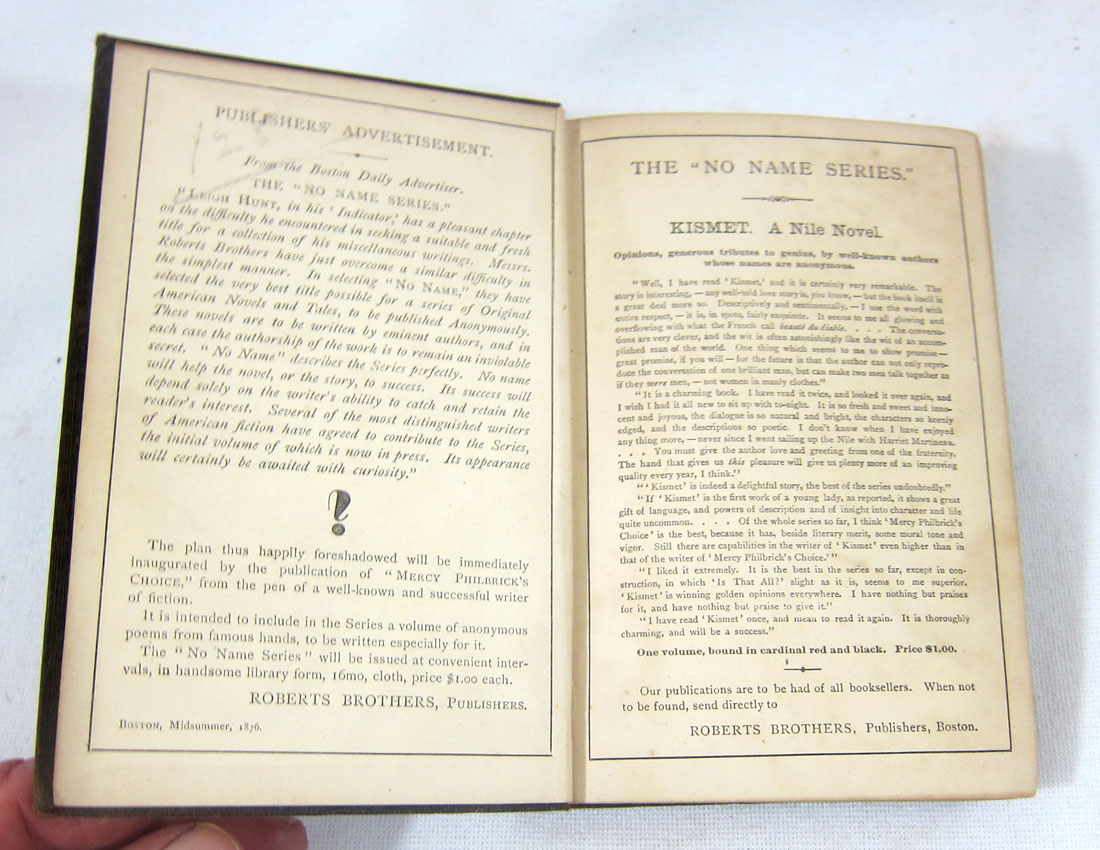 PUBLISHERS' ADVERTISEMENT.
From the Boston Daily Advertiser.
THE "NO NAME SERIES."
"LEIGH HUNT, in his 'Indicator,' has a pleasant chapter
on the difficulty he encountered in seeking a suitable and fresh
title for a collection of his miscellaneous writings. Messrs.
Roberts Brothers have just overcome a similar difficulty in
the simplest manner. In selecting "NO NAME," they have
selected the very best title possible for a series of Original
American Novels and Tales, to be published Anonymously.
These novels are to be written by eminent authors, and in
each case the authorship of the work is to remain an inviolable
secret. "No Name" describes the Series perfectly. No name
will help the novel, or the story, to success. Its success will
depend solely on the writer's ability to catch and retain the
reader's interest. Several of the most distinguished writers
of American fiction have agreed to contribute to the Series,
the initial volume of which is now in press. Its appearance
will certainly be awaited with curiosity."
?
The plan thus happily foreshadowed will be immediately
inaugurated by the publication of "MERCY PHILBRICK'S
CHOICE," from the pen of a well-known and successful writer
of fiction.
It is intended to include in the Series a volume of anonymous
poems from famous hands, to be written especially for it.
The "No Name Series" will be issued at convenient inter-
vals, in handsome library form, 16mo, cloth, price $1.00 each.
ROBERTS BROTHERS, PUBLISHERS.
BOSTON, Midsummer, 1876.
THE "NO NAME SERIES."
KISMET. A Nile Novel.
Opinions, generous tributes to genius, by well-known authors
whose names are anonymous.
"Well, I have read 'Kismet,' and it is certainly very remarkable. The
story is interesting, — any well-told love story is, you know, — but the book itself is
a great deal more so. Descriptively and sentimentally, — I use the word with
entire respect, — it is, in spots, fairly exquisite. It seems to me all glowing and
overflowing with what the French call beauté du diable. . . . . The conversa-
tions are very clever, and the wit is often astonishingly like the wit of an accom-
plished man of the world. One thing which seems to me to show promise —
great promise, if you will — for the future is that the author can not only repro-
duce the conversation of one brilliant man, but can make two men talk together as
if they were men, — not women in manly clothes."
"It is a charming book. I have read it twice, and looked it over again, and
I wish I had it all new to sit up with to-night. It is so fresh and sweet and inno-
cent and joyous, the dialogue is so natural and bright, the characters so keenly
edged, and the descriptions so poetic. I don't know when I have enjoyed
any thing more, — never since I went sailing up the Nile with Harriet Martineau.
. . . . You must give the author love and greeting from one of the fraternity.
The hand that gives us this pleasure will give us plenty more of an improving
quality every year, I think."
"'Kismet' is indeed a delightful story, the best of the series undoubtedly."
"If 'Kismet' is the first work of a young lady, as reported, it shows a great
gift of language, and powers of description and of insight into character and life
quite uncommon. . . . . Of the whole series so far, I think 'Mercy Philbrick's
Choice' is the best, because it has, beside literary merit, some moral tone and
vigor. Still there are capabilities in the writer of 'Kismet' even higher than in
that of the writer of 'Mercy Philbrick's Choice.'"
"I liked it extremely. It is the best in the series so far, except in con-
struction, in which 'Is That All?' slight as it is, seems to me superior.
'Kismet' is winning golden opinions everywhere. I have nothing but praises
for it, and have nothing but praise to give it."
"I have read 'Kismet' once, and mean to read it again. It is thoroughly
charming, and will be a success."
One volume, bound in cardinal red and black. Price $1.00.
Our publications are to be had of all booksellers. When not
to be found, send directly to
ROBERTS BROTHERS, Publishers, Boston.